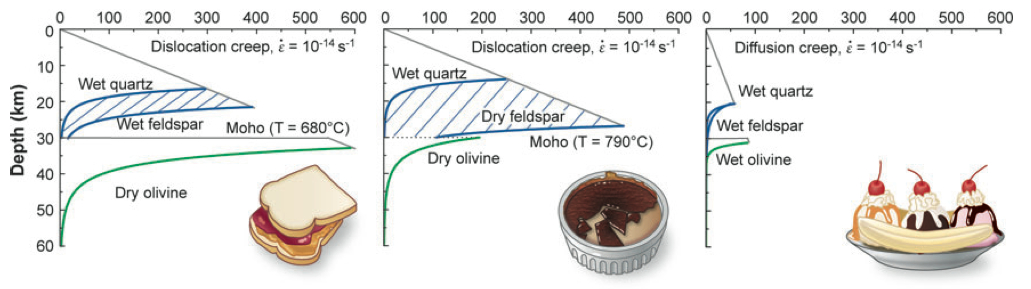 0 100 200 300 400 500 600
0
10
20
30
40
50
60
Depth (km)
Dislocation creep, ε̇ = 10⁻¹⁴ s⁻¹
Wet quartz
Wet feldspar
Moho (T = 680°C)
Dry olivine
0 100 200 300 400 500 600
Dislocation creep, ε̇ = 10⁻¹⁴ s⁻¹
Wet quartz
Dry feldspar
Moho (T = 790°C)
Dry olivine
0 100 200 300 400 500 600
Diffusion creep, ε̇ = 10⁻¹⁴ s⁻¹
Wet quartz
Wet feldspar
Wet olivine